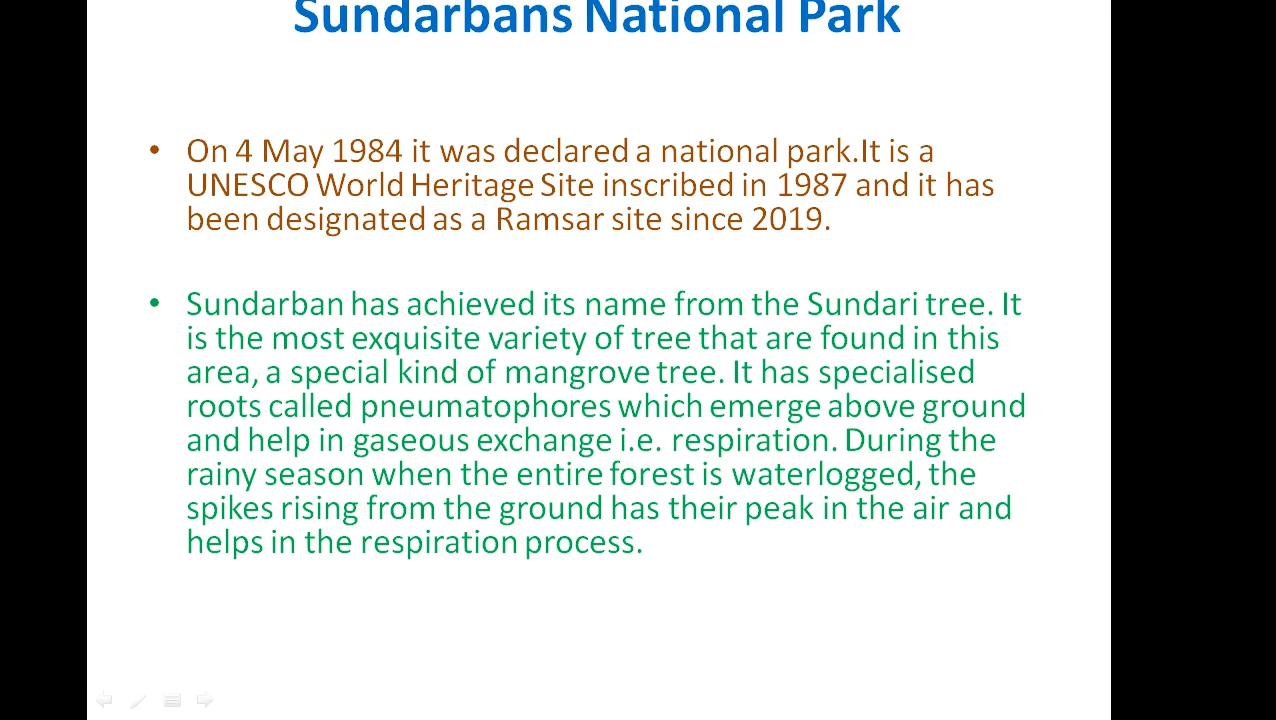 Sundarbans National Park
• On 4 May 1984 it was declared a national park.It is a
UNESCO World Heritage Site inscribed in 1987 and it has
been designated as a Ramsar site since 2019.
• Sundarban has achieved its name from the Sundari tree. It
is the most exquisite variety of tree that are found in this
area, a special kind of mangrove tree. It has specialised
roots called pneumatophores which emerge above ground
and help in gaseous exchange i.e. respiration. During the
rainy season when the entire forest is waterlogged, the
spikes rising from the ground has their peak in the air and
helps in the respiration process.